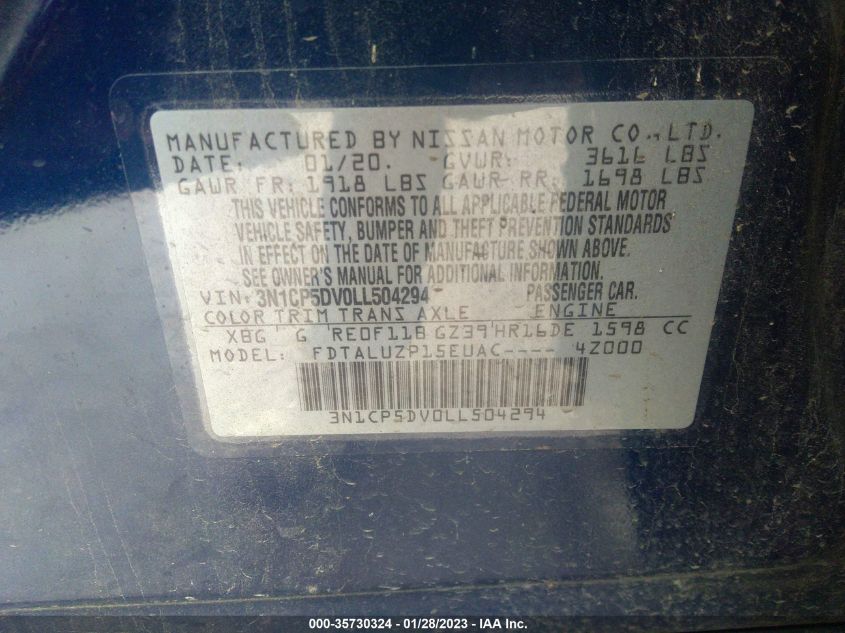 MANUFACTURED BY NISSAN MOTOR CO., LTD.
DATE: 01/20. GVWR: 3616 LBS
GAWR FR: 1918 LBS GAWR RR. 1698 LBS
THIS VEHICLE CONFORMS TO ALL APPLICABLE FEDERAL MOTOR
VEHICLE SAFETY, BUMPER AND THEFT PREVENTION STANDARDS
IN EFFECT ON THE DATE OF MANUFACTURE SHOWN ABOVE.
SEE OWNER'S MANUAL FOR ADDITIONAL INFORMATION.
VIN: 3N1CP5DV0LL504294 PASSENGER CAR.
COLOR TRIM TRANS AXLE ENGINE
XBG G RE0F11B GZ39 HR16DE 1598 CC
MODEL: FDTALUZP15EUAC---- 4Z000
3N1CP5DV0LL504294
000-35730324 | 01/28/2023 - © IAA Inc.